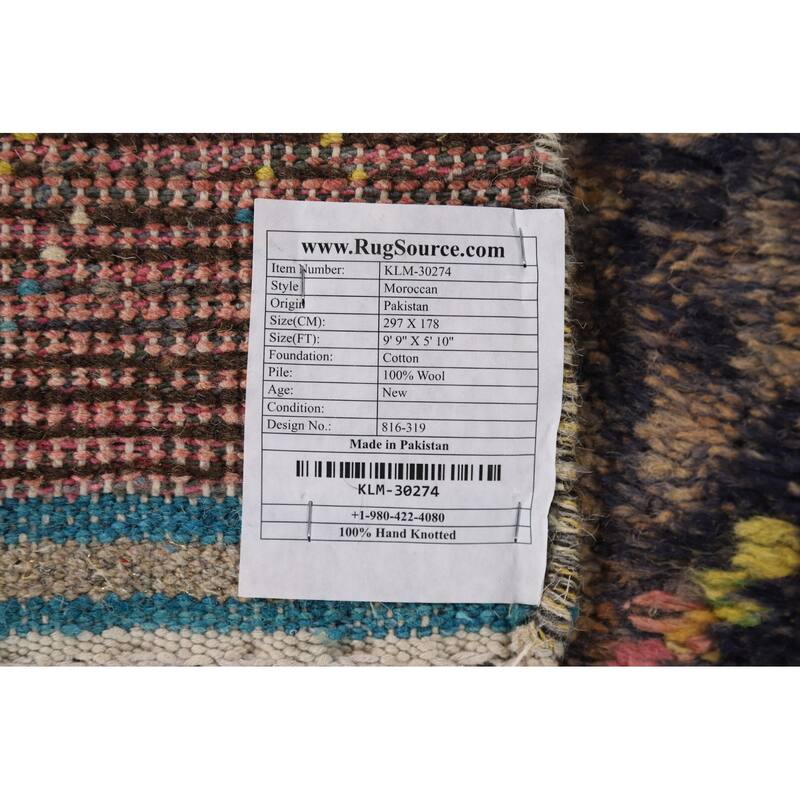 www.RugSource.com
Item Number: KLM-30274
Style Moroccan
Origin Pakistan
Size(CM): 297 X 178
Size(FT): 9' 9" X 5' 10"
Foundation: Cotton
Pile: 100% Wool
Age: New
Condition:
Design No.: 816-319
Made in Pakistan
KLM-30274
+1-980-422-4080
100% Hand Knotted